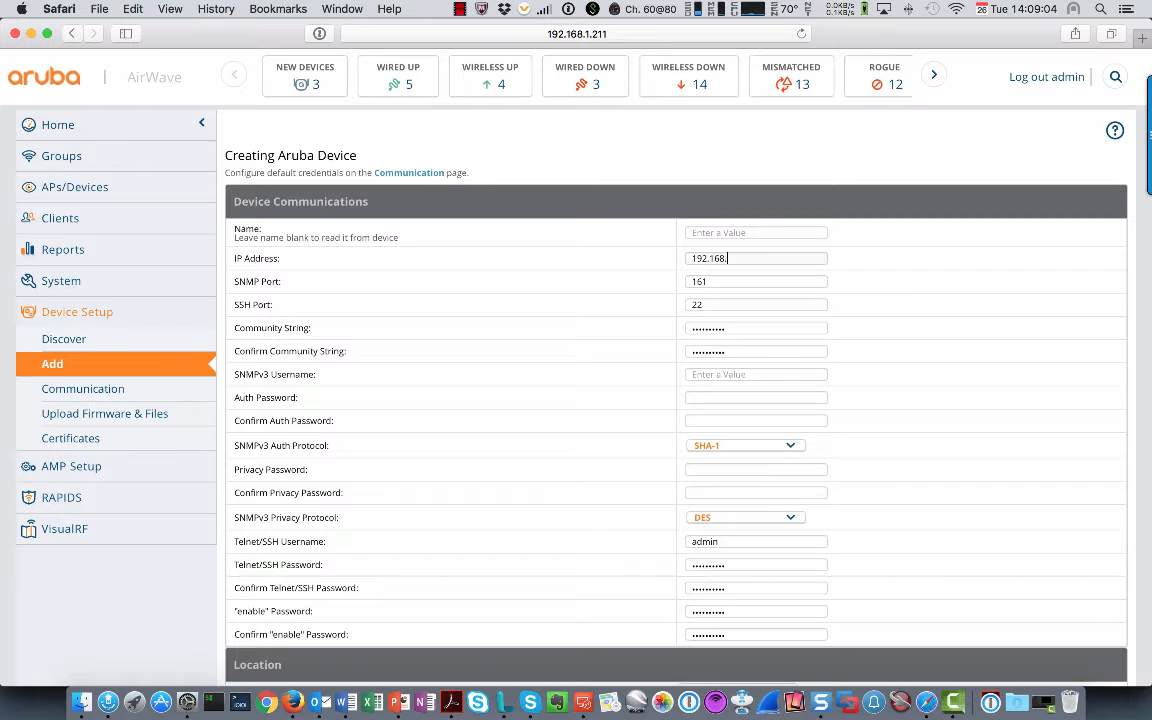 Safari File Edit View History Bookmarks Window Help Ch. 60@80 70° 0.0KB/s 0.1KB/s 26 Tue 14:09:04
192.168.1.211
aruba | AirWave
NEW DEVICES
3
WIRED UP
5
WIRELESS UP
4
WIRED DOWN
3
WIRELESS DOWN
14
MISMATCHED
13
ROGUE
12
Log out admin
Home
Groups
APs/Devices
Clients
Reports
System
Device Setup
Discover
Add
Communication
Upload Firmware & Files
Certificates
AMP Setup
RAPIDS
VisualRF
Creating Aruba Device
Configure default credentials on the Communication page.
Device Communications
Name:
Leave name blank to read it from device
Enter a Value
IP Address: 192.168.
SNMP Port: 161
SSH Port: 22
Community String: ••••••••••
Confirm Community String: ••••••••••
SNMPv3 Username: Enter a Value
Auth Password:
Confirm Auth Password:
SNMPv3 Auth Protocol: SHA-1
Privacy Password:
Confirm Privacy Password:
SNMPv3 Privacy Protocol: DES
Telnet/SSH Username: admin
Telnet/SSH Password: ••••••••••
Confirm Telnet/SSH Password: ••••••••••
"enable" Password: ••••••••••
Confirm "enable" Password: ••••••••••
Location